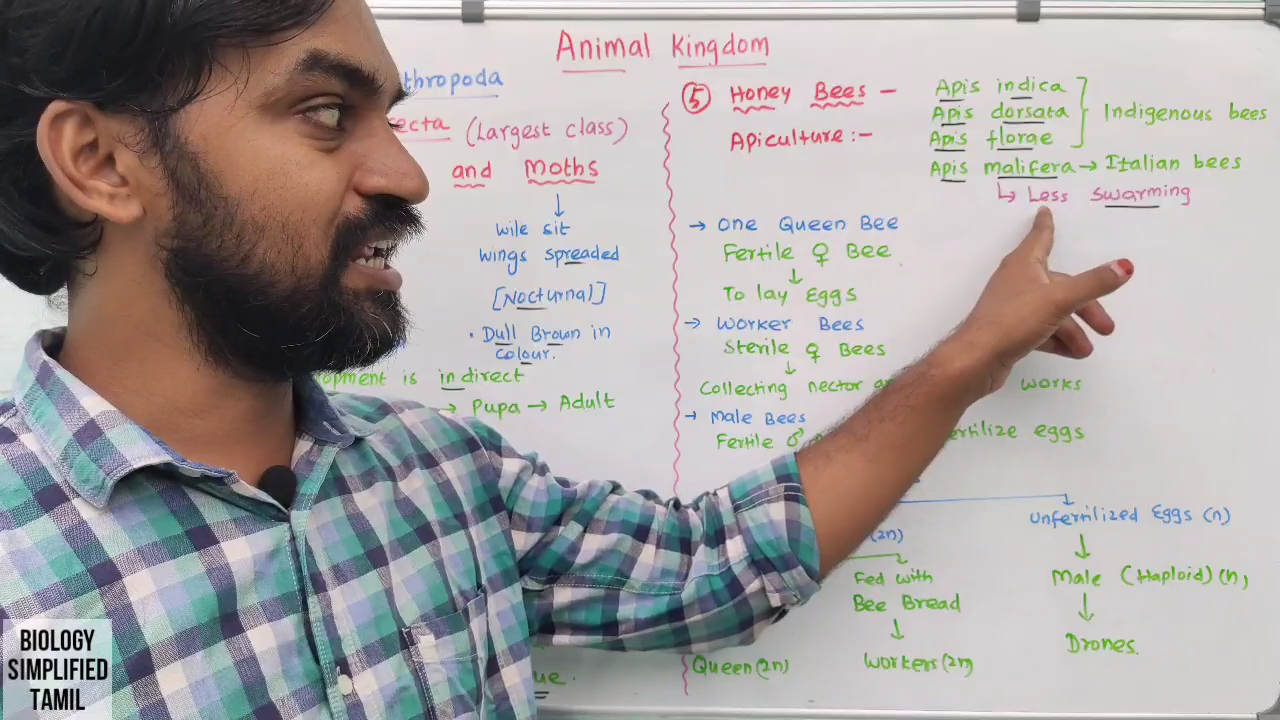 Animal Kingdom
thropoda
ecta (Largest class)
and Moths
wile sit
wings spreaded
[Nocturnal]
• Dull Brown in
colour.
opment is indirect
→ Pupa → Adult
ue.
⑤ Honey Bees -
Apiculture :-
Apis indica
Apis dorsata
Apis florae
Indigenous bees
Apis malifera → Italian bees
↳ Less swarming
→ One Queen Bee
Fertile ♀ Bee
↓
To lay Eggs
→ Worker Bees
Sterile ♀ Bees
↓
Collecting nector works
→ Male Bees
Fertile ♂ ertilize eggs
(2n)
Unfertilized Eggs (n)
Fed with
Bee Bread
↓
Workers (2n)
Queen (2n)
↓
Male (Haploid) (n)
↓
Drones.
BIOLOGY
SIMPLIFIED
TAMIL